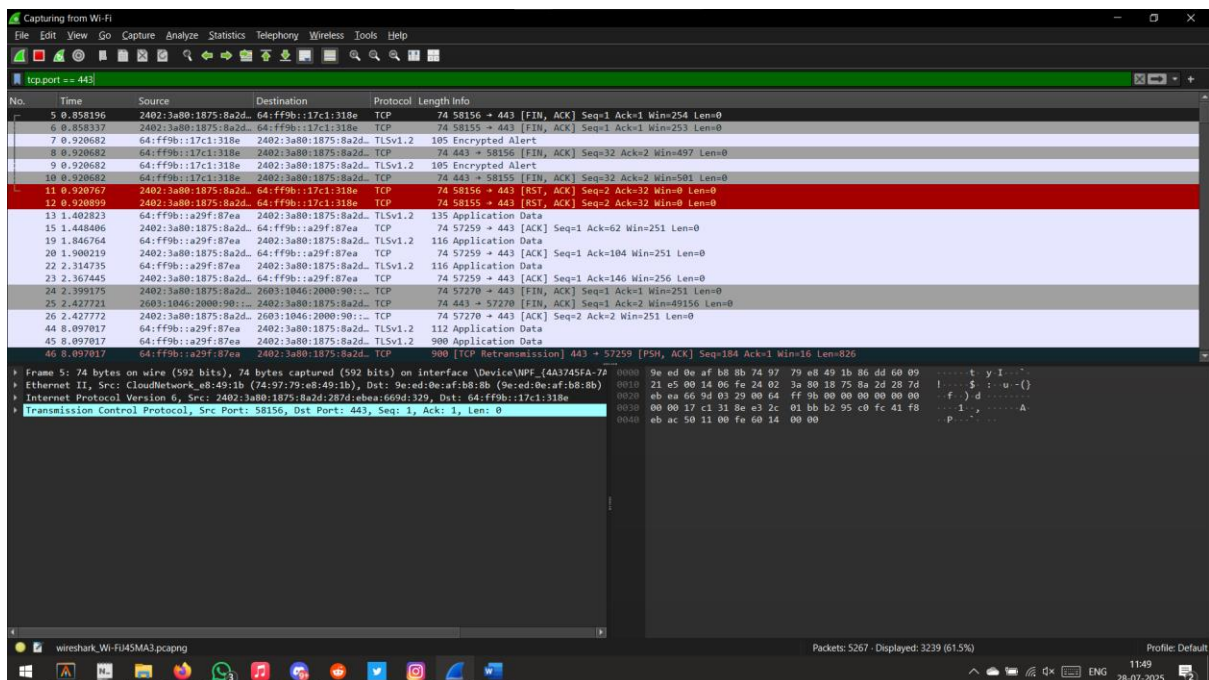 Capturing from Wi-Fi
File Edit View Go Capture Analyze Statistics Telephony Wireless Tools Help
tcp.port == 443
No. Time Source Destination Protocol Length Info
5 0.858196 2402:3a80:1875:8a2d… 64:ff9b::17c1:318e TCP 74 58156 → 443 [FIN, ACK] Seq=1 Ack=1 Win=254 Len=0
6 0.858337 2402:3a80:1875:8a2d… 64:ff9b::17c1:318e TCP 74 58155 → 443 [FIN, ACK] Seq=1 Ack=1 Win=253 Len=0
7 0.920682 64:ff9b::17c1:318e 2402:3a80:1875:8a2d… TLSv1.2 105 Encrypted Alert
8 0.920682 64:ff9b::17c1:318e 2402:3a80:1875:8a2d… TCP 74 443 → 58156 [FIN, ACK] Seq=32 Ack=2 Win=497 Len=0
9 0.920682 64:ff9b::17c1:318e 2402:3a80:1875:8a2d… TLSv1.2 105 Encrypted Alert
10 0.920682 64:ff9b::17c1:318e 2402:3a80:1875:8a2d… TCP 74 443 → 58155 [FIN, ACK] Seq=32 Ack=2 Win=501 Len=0
11 0.920767 2402:3a80:1875:8a2d… 64:ff9b::17c1:318e TCP 74 58156 → 443 [RST, ACK] Seq=2 Ack=32 Win=0 Len=0
12 0.920899 2402:3a80:1875:8a2d… 64:ff9b::17c1:318e TCP 74 58155 → 443 [RST, ACK] Seq=2 Ack=32 Win=0 Len=0
13 1.402823 64:ff9b::a29f:87ea 2402:3a80:1875:8a2d… TLSv1.2 135 Application Data
15 1.448406 2402:3a80:1875:8a2d… 64:ff9b::a29f:87ea TCP 74 57259 → 443 [ACK] Seq=1 Ack=62 Win=251 Len=0
19 1.846764 64:ff9b::a29f:87ea 2402:3a80:1875:8a2d… TLSv1.2 116 Application Data
20 1.900219 2402:3a80:1875:8a2d… 64:ff9b::a29f:87ea TCP 74 57259 → 443 [ACK] Seq=1 Ack=104 Win=251 Len=0
22 2.314735 64:ff9b::a29f:87ea 2402:3a80:1875:8a2d… TLSv1.2 116 Application Data
23 2.367445 2402:3a80:1875:8a2d… 64:ff9b::a29f:87ea TCP 74 57259 → 443 [ACK] Seq=1 Ack=146 Win=256 Len=0
24 2.399175 2402:3a80:1875:8a2d… 2603:1046:2000:90::… TCP 74 57270 → 443 [FIN, ACK] Seq=1 Ack=1 Win=251 Len=0
25 2.427721 2603:1046:2000:90::… 2402:3a80:1875:8a2d… TCP 74 443 → 57270 [FIN, ACK] Seq=1 Ack=2 Win=49156 Len=0
26 2.427772 2402:3a80:1875:8a2d… 2603:1046:2000:90::… TCP 74 57270 → 443 [ACK] Seq=2 Ack=2 Win=251 Len=0
44 8.097017 64:ff9b::a29f:87ea 2402:3a80:1875:8a2d… TLSv1.2 112 Application Data
45 8.097017 64:ff9b::a29f:87ea 2402:3a80:1875:8a2d… TLSv1.2 900 Application Data
46 8.097017 64:ff9b::a29f:87ea 2402:3a80:1875:8a2d… TCP 900 [TCP Retransmission] 443 → 57259 [PSH, ACK] Seq=184 Ack=1 Win=16 Len=826
Frame 5: 74 bytes on wire (592 bits), 74 bytes captured (592 bits) on interface \Device\NPF_{4A3745FA-7A
Ethernet II, Src: CloudNetwork_e8:49:1b (74:97:79:e8:49:1b), Dst: 9e:ed:0e:af:b8:8b (9e:ed:0e:af:b8:8b)
Internet Protocol Version 6, Src: 2402:3a80:1875:8a2d:287d:ebea:669d:329, Dst: 64:ff9b::17c1:318e
Transmission Control Protocol, Src Port: 58156, Dst Port: 443, Seq: 1, Ack: 1, Len: 0
0000 9e ed 0e af b8 8b 74 97 79 e8 49 1b 86 dd 60 09 ······t· y·I···`·
0010 21 e5 00 14 06 fe 24 02 3a 80 18 75 8a 2d 28 7d !·····$· :··u·-(}
0020 eb ea 66 9d 03 29 00 64 ff 9b 00 00 00 00 00 00 ··f··)·d ········
0030 00 00 17 c1 31 8e e3 2c 01 bb b2 95 c0 fc 41 f8 ····1··, ······A·
0040 eb ac 50 11 00 fe 60 14 00 00 ··P···`· ··
wireshark_Wi-FiJ45MA3.pcapng
Packets: 5267 · Displayed: 3239 (61.5%)
Profile: Default
ENG
11:49
28-07-2025